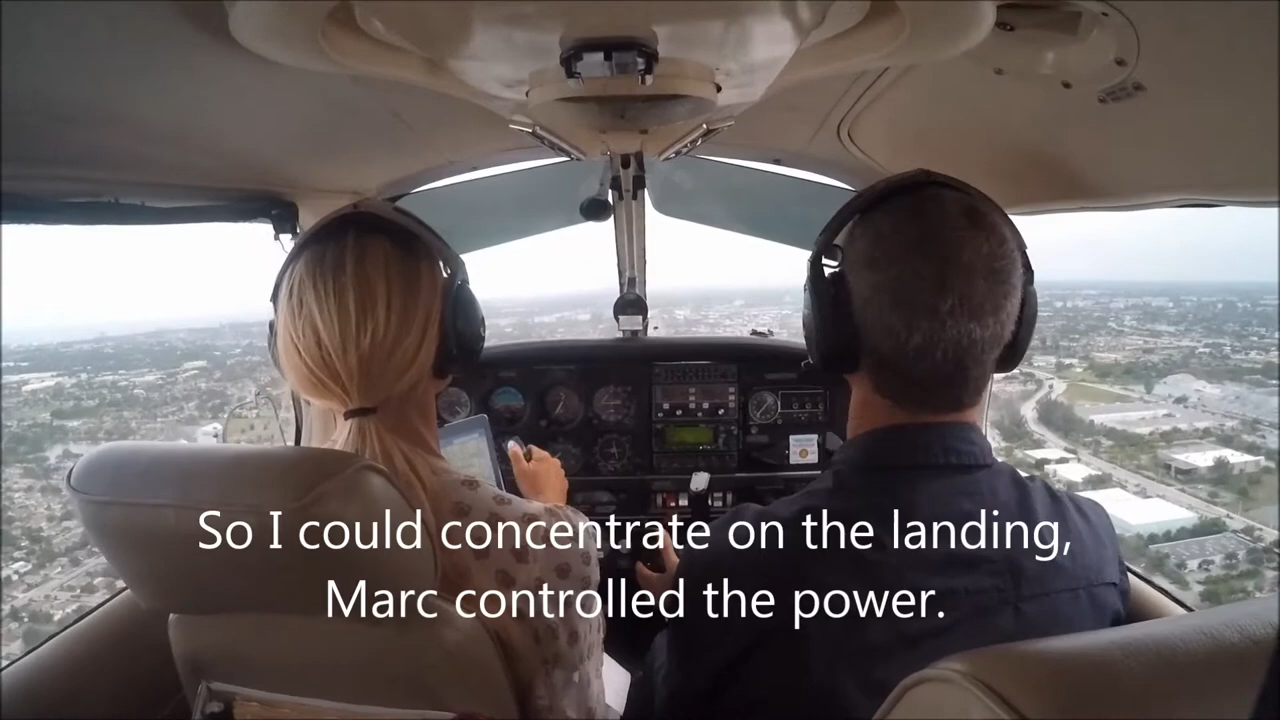 So I could concentrate on the landing,
Marc controlled the power.